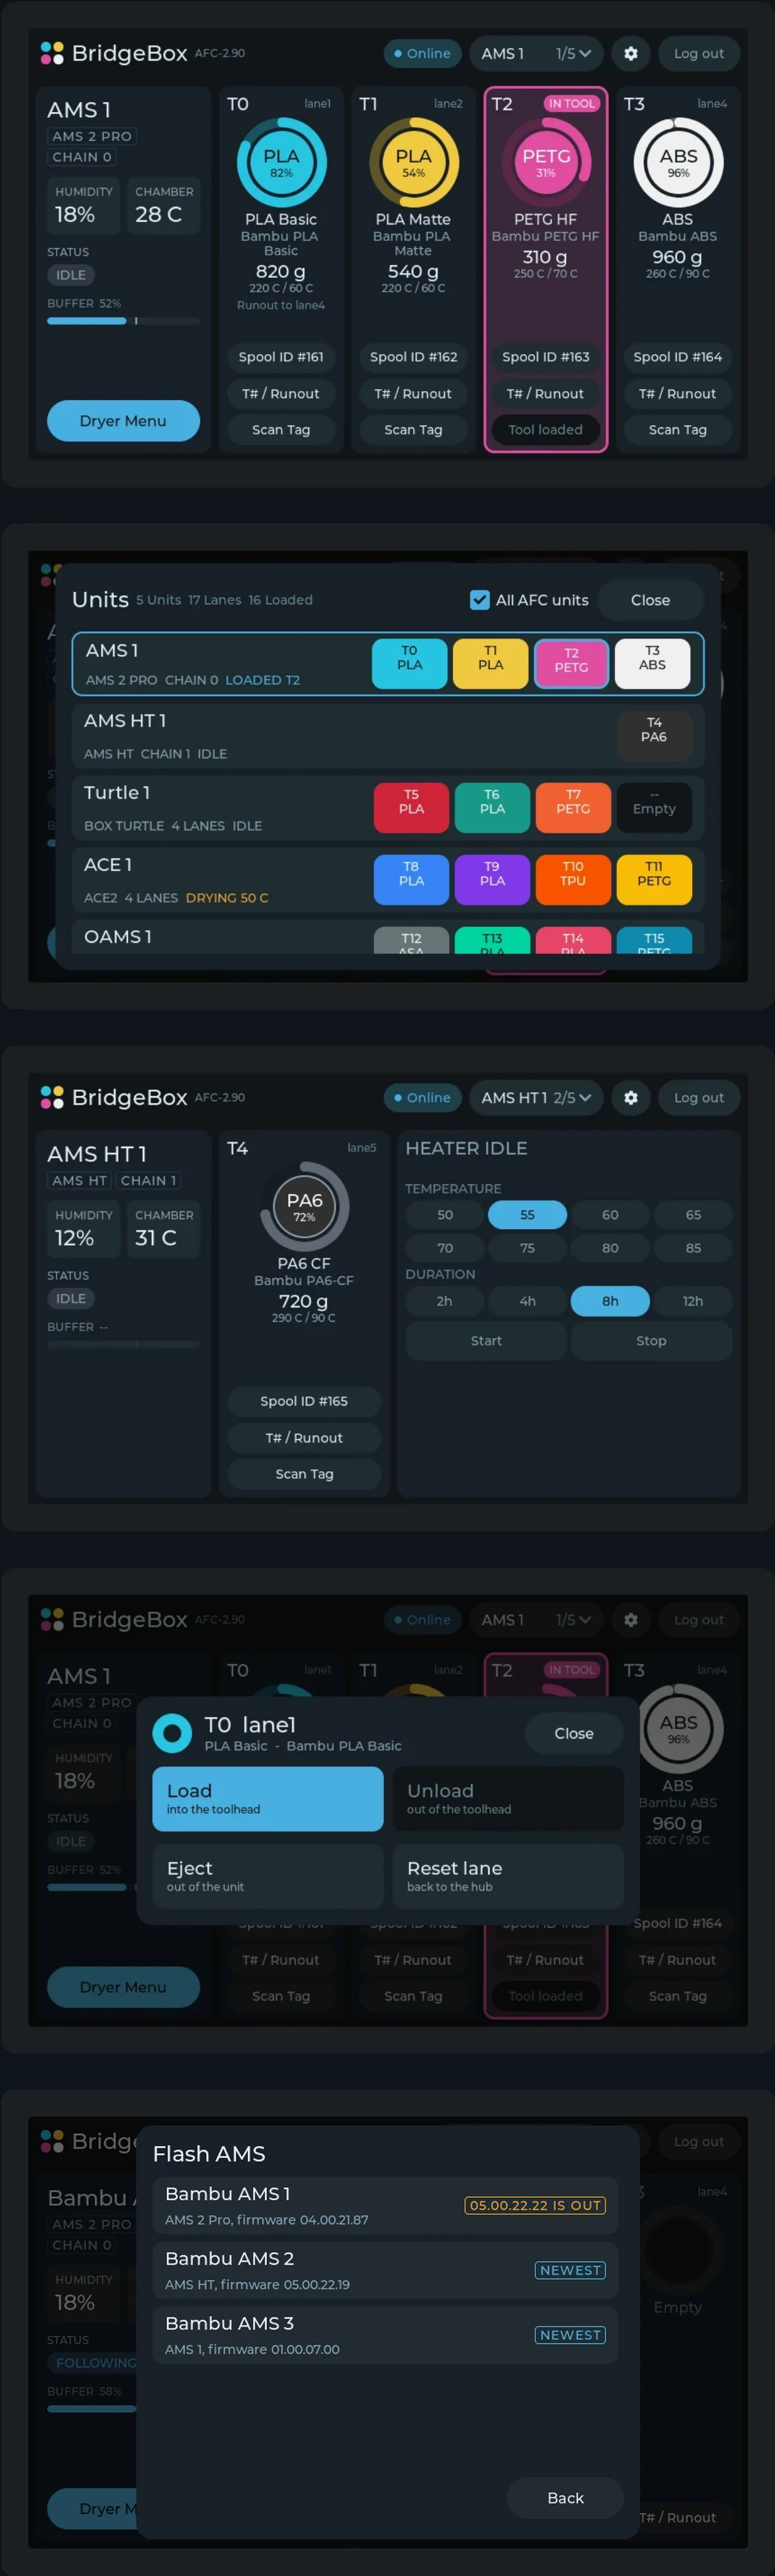 BridgeBox AFC-2.90
Online
AMS 1 1/5
Log out
AMS 1
AMS 2 PRO
CHAIN 0
HUMIDITY
18%
CHAMBER
28 C
STATUS
IDLE
BUFFER 52%
Dryer Menu
T0 lane1
PLA
82%
PLA Basic
Bambu PLA
Basic
820 g
220 C / 60 C
Runout to lane4
Spool ID #161
T# / Runout
Scan Tag
T1 lane2
PLA
54%
PLA Matte
Bambu PLA
Matte
540 g
220 C / 60 C
Spool ID #162
T# / Runout
Scan Tag
T2 IN TOOL
PETG
31%
PETG HF
Bambu PETG HF
310 g
250 C / 70 C
Spool ID #163
T# / Runout
Tool loaded
T3 lane4
ABS
96%
ABS
Bambu ABS
960 g
260 C / 90 C
Spool ID #164
T# / Runout
Scan Tag
Units 5 Units 17 Lanes 16 Loaded
All AFC units
Close
AMS 1
AMS 2 PRO CHAIN 0 LOADED T2
T0
PLA
T1
PLA
T2
PETG
T3
ABS
AMS HT 1
AMS HT CHAIN 1 IDLE
T4
PA6
Turtle 1
BOX TURTLE 4 LANES IDLE
T5
PLA
T6
PLA
T7
PETG
--
Empty
ACE 1
ACE2 4 LANES DRYING 50 C
T8
PLA
T9
PLA
T10
TPU
T11
PETG
OAMS 1
T12
ASA
T13
PLA
T14
PLA
T15
PETG
BridgeBox AFC-2.90
Online
AMS HT 1 2/5
Log out
AMS HT 1
AMS HT CHAIN 1
HUMIDITY
12%
CHAMBER
31 C
STATUS
IDLE
BUFFER --
T4 lane5
PA6
72%
PA6 CF
Bambu PA6-CF
720 g
290 C / 90 C
Spool ID #165
T# / Runout
Scan Tag
HEATER IDLE
TEMPERATURE
50 55 60 65
70 75 80 85
DURATION
2h 4h 8h 12h
Start Stop
BridgeBox AFC-2.90
Online
AMS 1 1/5
Log out
AMS 1
AMS 2 PRO
CHAIN 0
HUMIDITY
18%
STATUS
IDLE
BUFFER 52%
Dryer Menu
T0 lane1
T1 lane2
T2 IN TOOL
T3 lane4
T0 lane1
PLA Basic - Bambu PLA Basic
Close
Load
into the toolhead
Unload
out of the toolhead
Eject
out of the unit
Reset lane
back to the hub
ABS
96%
ABS
Bambu ABS
960 g
260 C / 90 C
Spool ID #161
T# / Runout
Scan Tag
Spool ID #162
T# / Runout
Scan Tag
Spool ID #163
T# / Runout
Tool loaded
Spool ID #164
T# / Runout
Scan Tag
Bridge
Log out
Bambu A
AMS 2 PRO
CHAIN 0
HUMIDITY
18%
STATUS
FOLLOWING
BUFFER 58%
Dryer M
Flash AMS
Bambu AMS 1
AMS 2 Pro, firmware 04.00.21.87
05.00.22.22 IS OUT
Bambu AMS 2
AMS HT, firmware 05.00.22.19
NEWEST
Bambu AMS 3
AMS 1, firmware 01.00.07.00
NEWEST
Back
lane4
Empty
T# / Runout